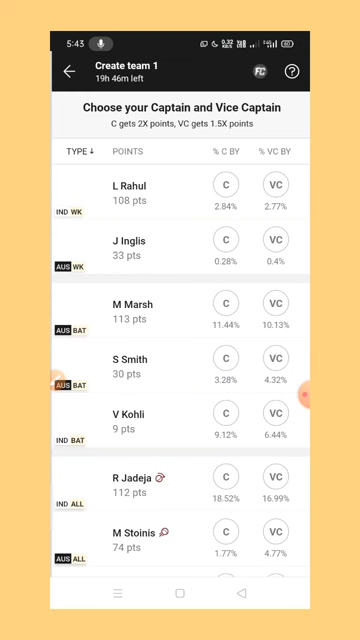 5:43 0.32 KB/S 60
Create team 1
19h 46m left
FC ?
Choose your Captain and Vice Captain
C gets 2X points, VC gets 1.5X points
TYPE ↓ POINTS % C BY % VC BY
L Rahul C VC
108 pts
2.84% 2.77%
IND WK
J Inglis C VC
33 pts
0.28% 0.4%
AUS WK
M Marsh C VC
113 pts
11.44% 10.13%
AUS BAT
S Smith C VC
30 pts
3.28% 4.32%
AUS BAT
V Kohli C VC
9 pts
9.12% 6.44%
IND BAT
R Jadeja C VC
112 pts
18.52% 16.99%
IND ALL
M Stoinis C VC
74 pts
1.77% 4.77%
AUS ALL